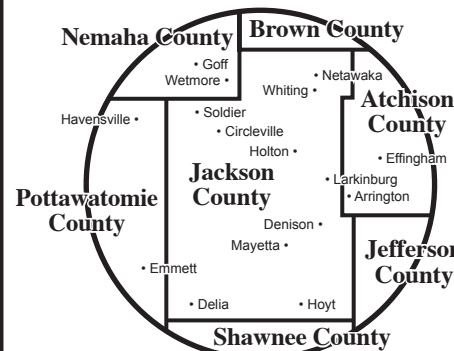 Nemaha County
Brown County
• Goff
Wetmore •
• Netawaka
Whiting •
Atchison
County
Havensville •
• Soldier
• Circleville
Holton •
• Effingham
Jackson
County
• Larkinburg
• Arrington
Pottawatomie
County
Denison •
Mayetta •
Jefferson
County
• Emmett
• Delia
• Hoyt
Shawnee County